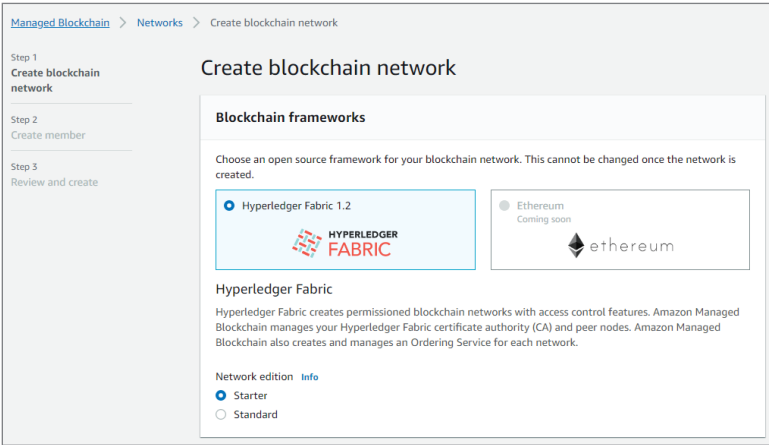 Managed Blockchain > Networks > Create blockchain network
Step 1
Create blockchain
network
Step 2
Create member
Step 3
Review and create
Create blockchain network
Blockchain frameworks
Choose an open source framework for your blockchain network. This cannot be changed once the network is
created.
Hyperledger Fabric 1.2
HYPERLEDGER
FABRIC
Ethereum
Coming soon
ethereum
Hyperledger Fabric
Hyperledger Fabric creates permissioned blockchain networks with access control features. Amazon Managed
Blockchain manages your Hyperledger Fabric certificate authority (CA) and peer nodes. Amazon Managed
Blockchain also creates and manages an Ordering Service for each network.
Network edition Info
Starter
Standard